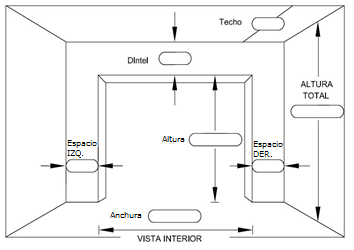 Techo
DIntel
ALTURA
TOTAL
Espacio
IZQ.
Altura
Espacio
DER.
Anchura
VISTA INTERIOR